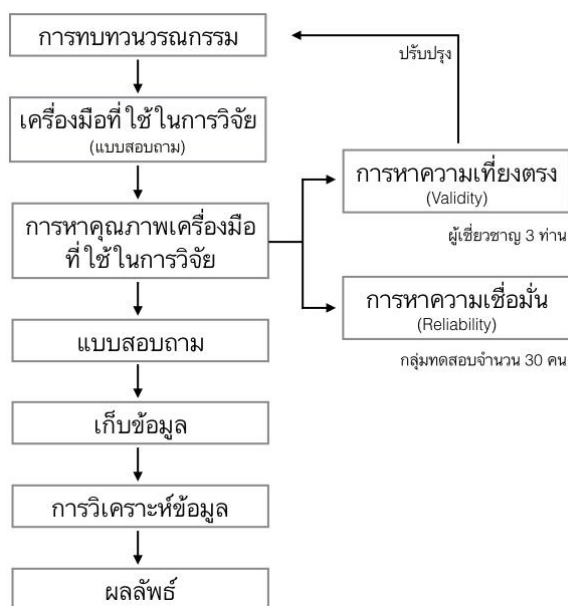 การทบทวนวรณกรรม
ปรับปรุง
เครื่องมือที่ใช้ในการวิจัย
(แบบสอบถาม)
การหาคุณภาพเครื่องมือ
ที่ใช้ในการวิจัย
การหาความเที่ยงตรง
(Validity)
ผู้เชี่ยวชาญ 3 ท่าน
การหาความเชื่อมั่น
(Reliability)
กลุ่มทดสอบจำนวน 30 คน
แบบสอบถาม
เก็บข้อมูล
การวิเคราะห์ข้อมูล
ผลลัพธ์